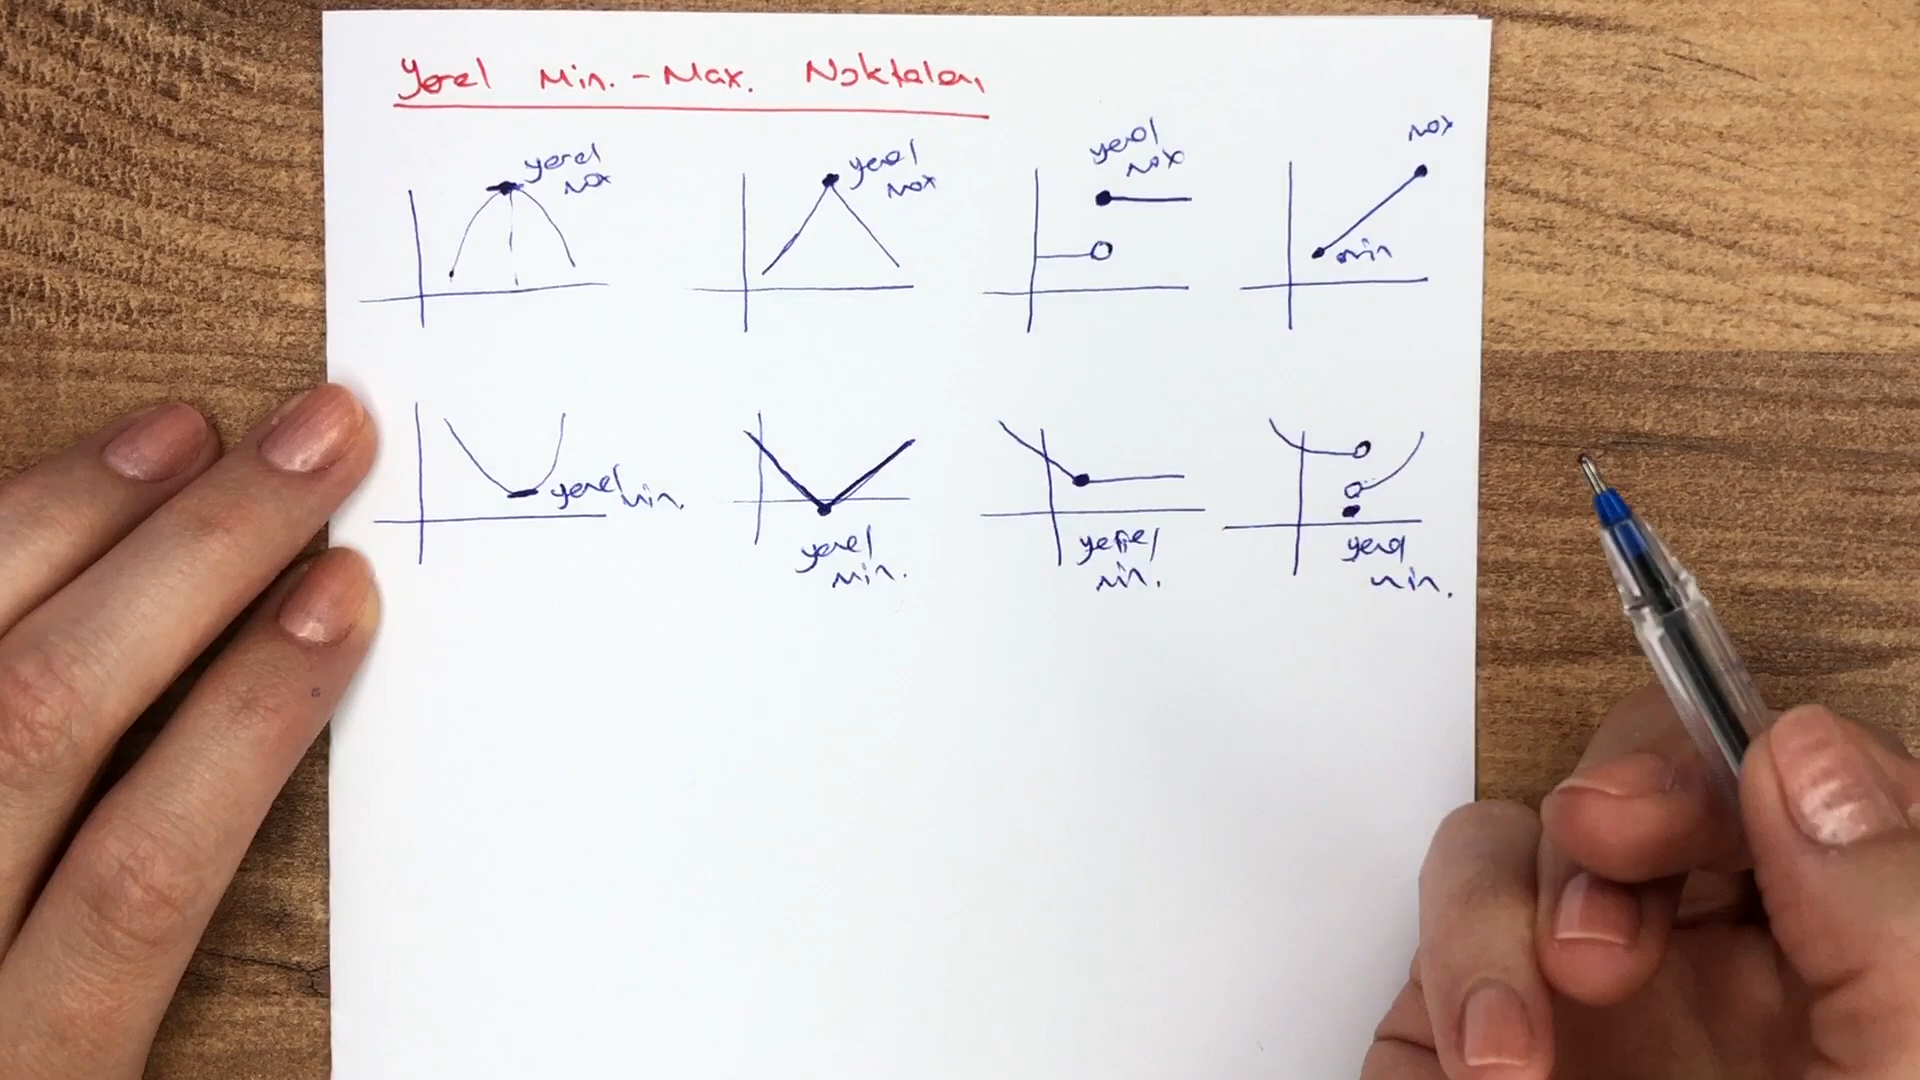 Yerel Min. - Max. Noktaları
yerel
max
yerel
max
yerel
max
max
min
yerel min.
yerel
min.
yerel
min.
yerel
min.